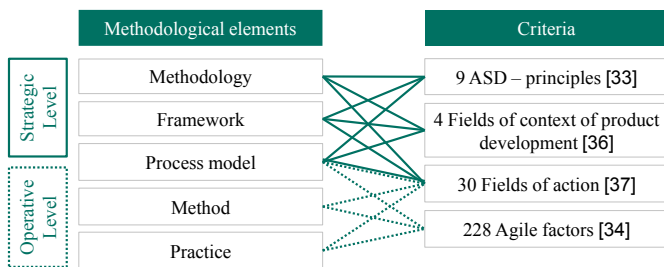 Methodological elements
Criteria
Strategic
Level
Operative
Level
Methodology
Framework
Process model
Method
Practice
9 ASD – principles [33]
4 Fields of context of product
development [36]
30 Fields of action [37]
228 Agile factors [34]